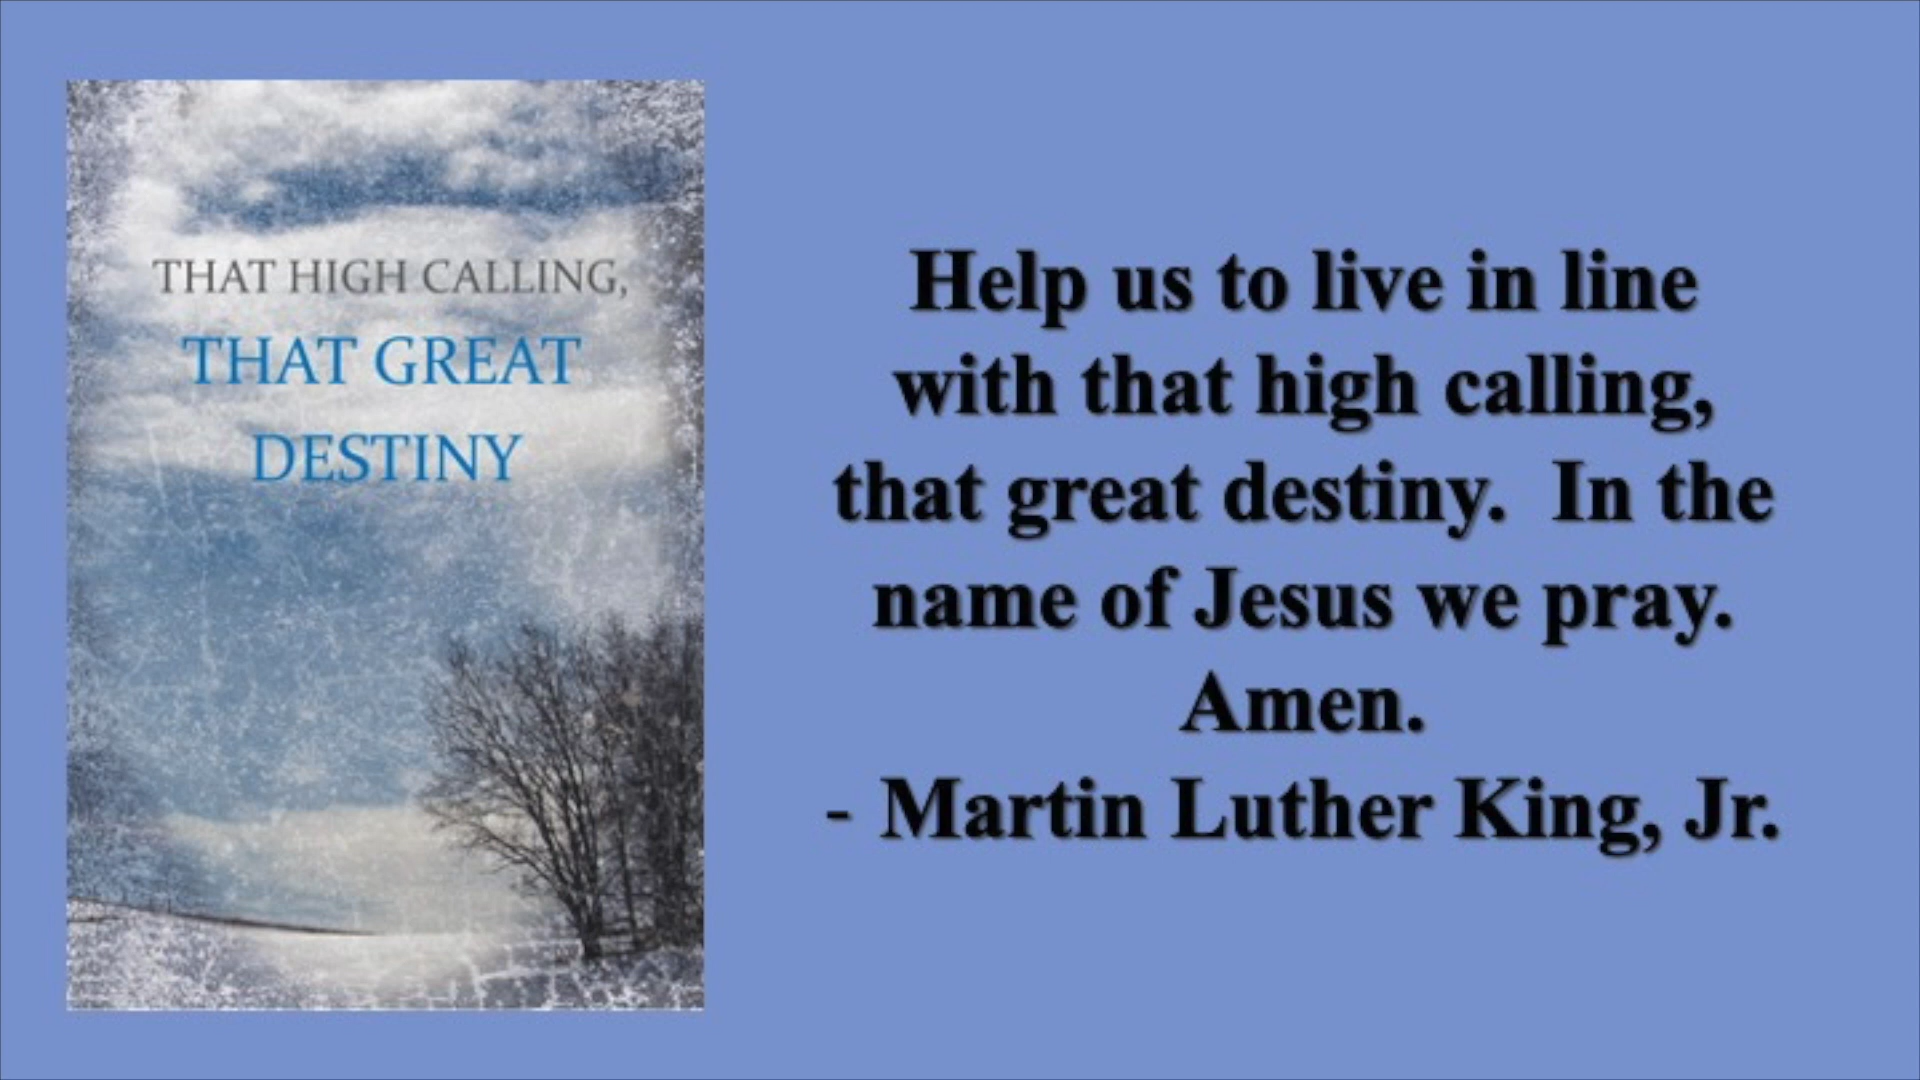 THAT HIGH CALLING,
THAT GREAT
DESTINY
Help us to live in line
with that high calling,
that great destiny.  In the
name of Jesus we pray.
Amen.
- Martin Luther King, Jr.